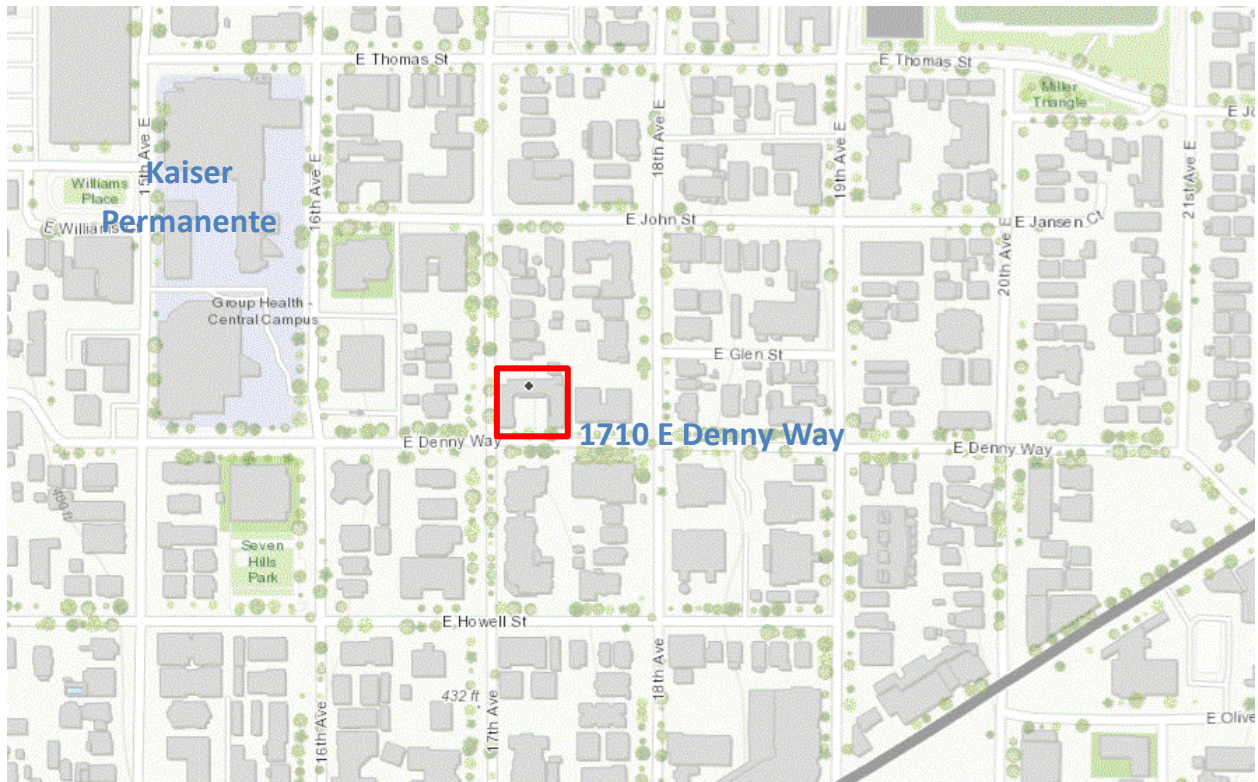 E Thomas St
E Thomas St
Miller
Triangle
E Jo
15th Ave E
Kaiser
Permanente
Williams
Place
E Williams
16th Ave E
18th Ave E
19th Ave E
21st Ave E
E John St
E Jansen Ct
20th Ave E
Group Health -
Central Campus
E Glen St
E Denny Way
1710 E Denny Way
E Denny Way
Seven
Hills
Park
E Howell St
432 ft
16th Ave
17th Ave
18th Ave
E Olive